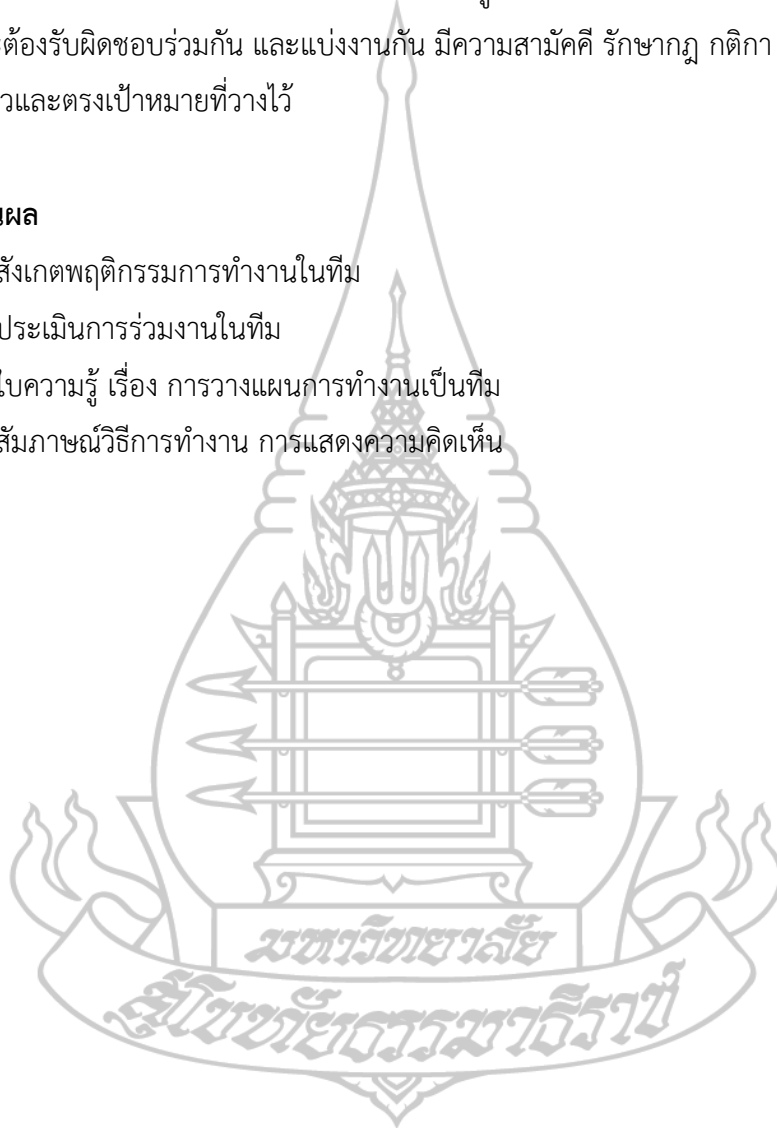 ต้องรับผิดชอบร่วมกัน และแบ่งงานกัน มีความสามัคคี รักษากฎ กติกา
และตรงเป้าหมายที่วางไว้
ผล
สังเกตพฤติกรรมการทำงานในทีม
ประเมินการร่วมงานในทีม
ใบความรู้ เรื่อง การวางแผนการทำงานเป็นทีม
สัมภาษณ์วิธีการทำงาน การแสดงความคิดเห็น
มหาวิทยาลัย
สุโขทัยธรรมาธิราช